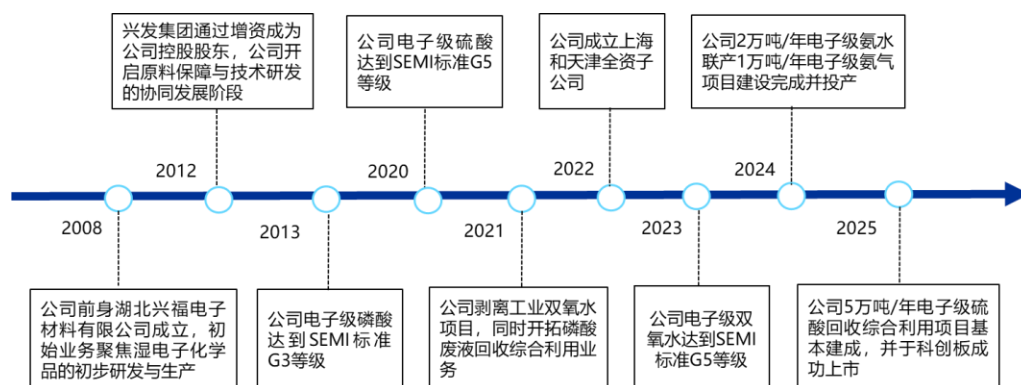 兴发集团通过增资成为
公司控股股东，公司开
启原料保障与技术研发
的协同发展阶段
公司电子级硫酸
达到SEMI标准G5
等级
公司成立上海
和天津全资子
公司
公司2万吨/年电子级氨水
联产1万吨/年电子级氨气
项目建设完成并投产
2012
2020
2022
2024
2008
2013
2021
2023
2025
公司前身湖北兴福电子
材料有限公司成立，初
始业务聚焦湿电子化学
品的初步研发与生产
公司电子级磷酸
达到SEMI标准
G3等级
公司剥离工业双氧水
项目，同时开拓磷酸
废液回收综合利用业
务
公司电子级双
氧水达到SEMI
标准G5等级
公司5万吨/年电子级硫
酸回收综合利用项目基
本建成，并于科创板成
功上市